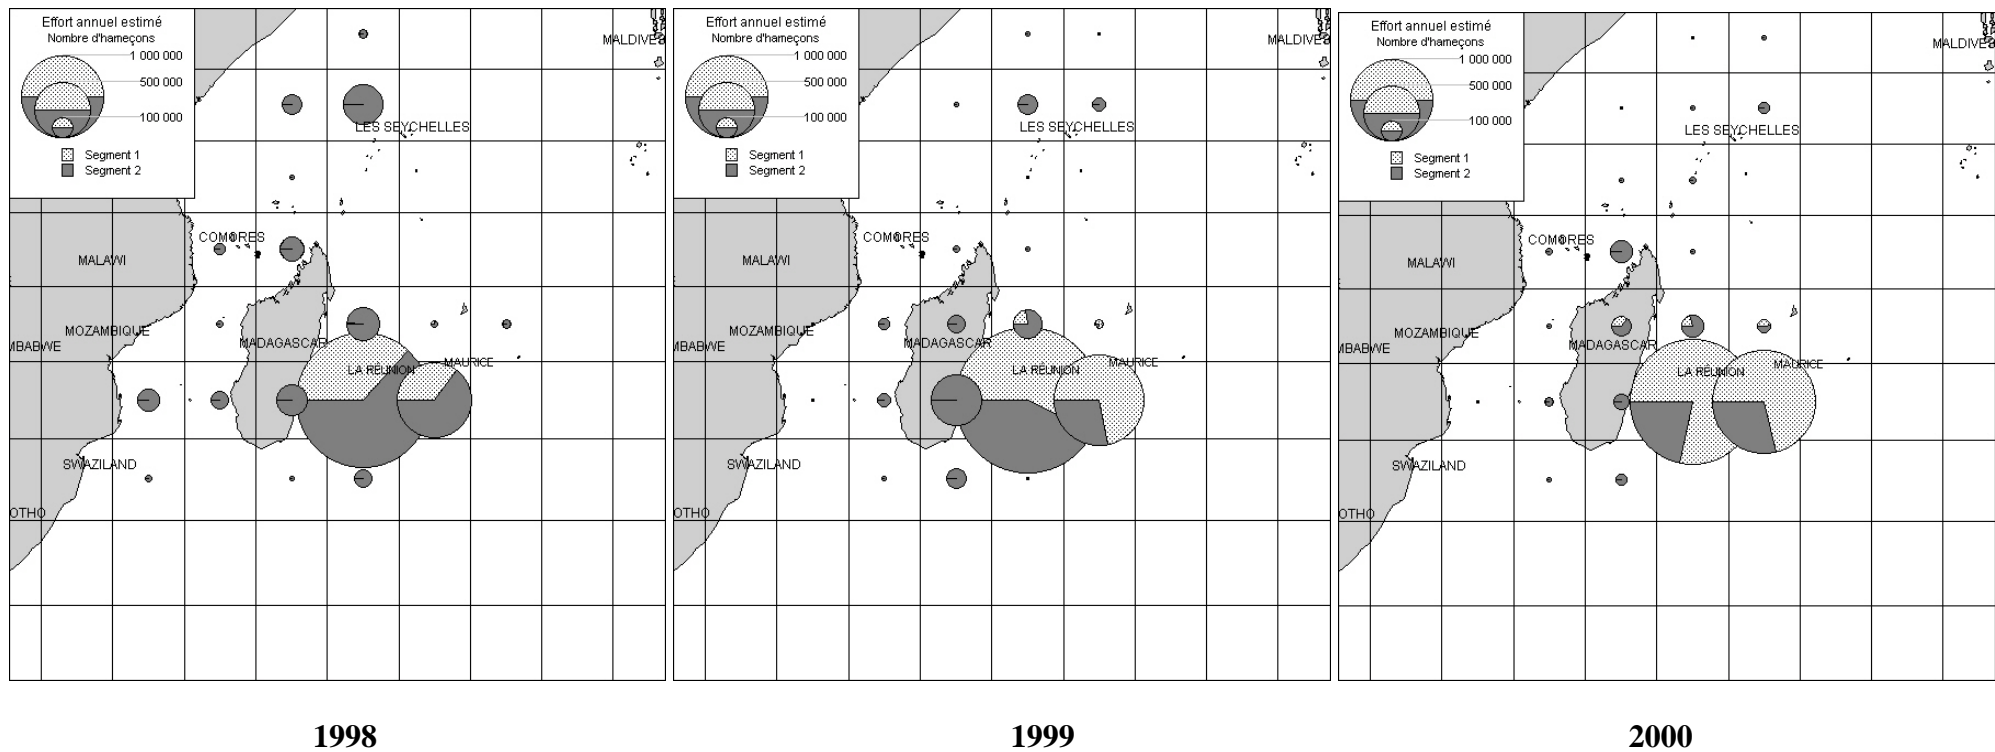 Effort annuel estimé
Nombre d'hameçons
1 000 000
500 000
100 000
Segment 1
Segment 2
MALDIVES
LES SEYCHELLES
COMORES
MALAWI
MOZAMBIQUE
MBABWE
MADAGASCAR
LA RÉUNION
MAURICE
SWAZILAND
OTHO
1998
Effort annuel estimé
Nombre d'hameçons
1 000 000
500 000
100 000
Segment 1
Segment 2
MALDIVES
LES SEYCHELLES
COMORES
MALAWI
MOZAMBIQUE
MBABWE
MADAGASCAR
LA RÉUNION
MAURICE
SWAZILAND
OTHO
1999
Effort annuel estimé
Nombre d'hameçons
1 000 000
500 000
100 000
Segment 1
Segment 2
MALDIVES
LES SEYCHELLES
COMORES
MALAWI
MOZAMBIQUE
MBABWE
MADAGASCAR
LA RÉUNION
MAURICE
SWAZILAND
OTHO
2000